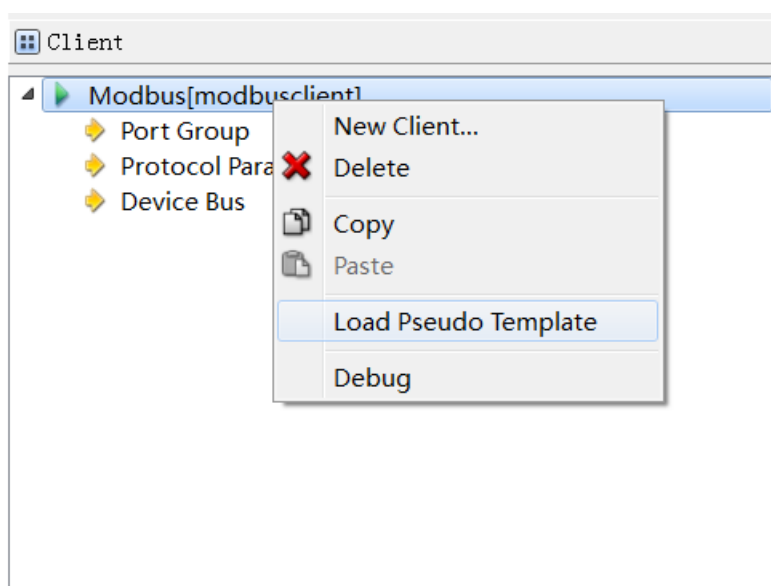 Client
Modbus[modbusclient]
Port Group
Protocol Para
Device Bus
New Client...
Delete
Copy
Paste
Load Pseudo Template
Debug